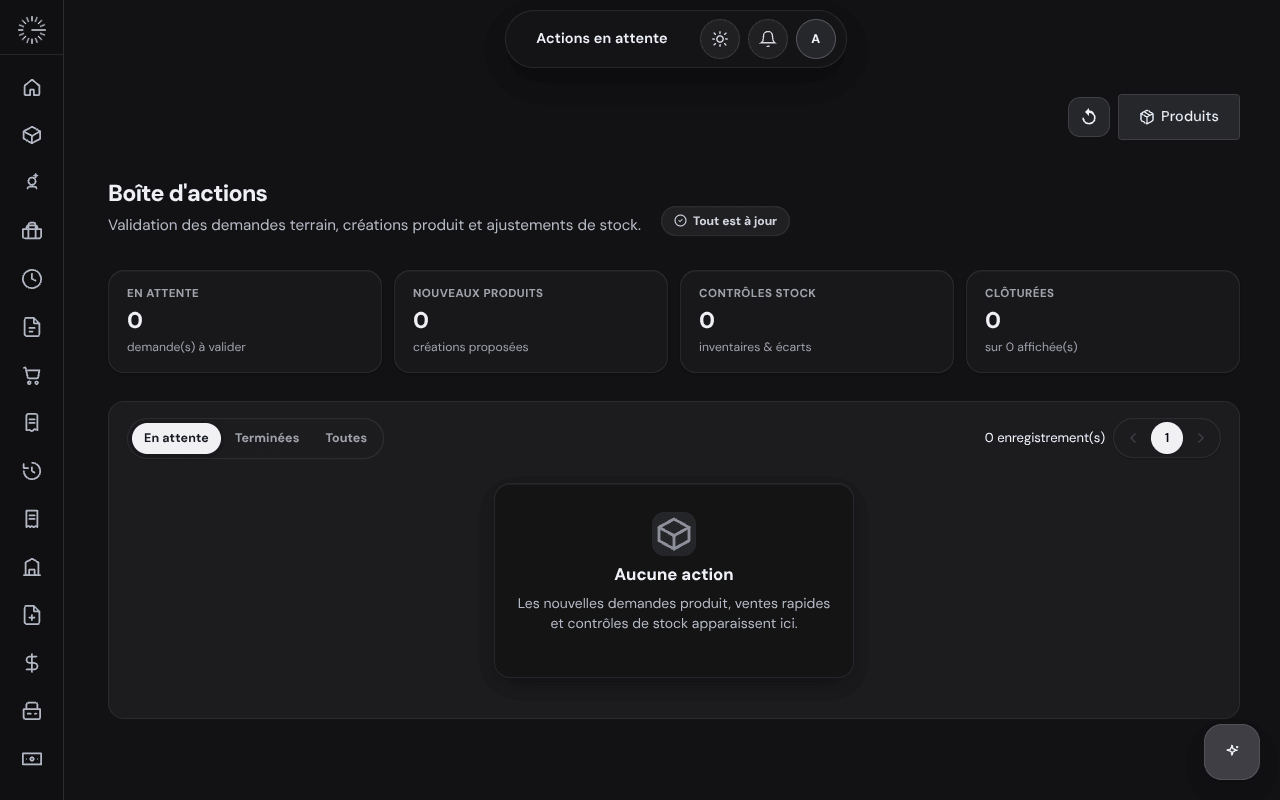 Actions en attente
A
Produits
Boîte d'actions
Validation des demandes terrain, créations produit et ajustements de stock.
Tout est à jour
EN ATTENTE
0
demande(s) à valider
NOUVEAUX PRODUITS
0
créations proposées
CONTRÔLES STOCK
0
inventaires & écarts
CLÔTURÉES
0
sur 0 affichée(s)
En attente
Terminées
Toutes
0 enregistrement(s)
1
Aucune action
Les nouvelles demandes produit, ventes rapides
et contrôles de stock apparaissent ici.